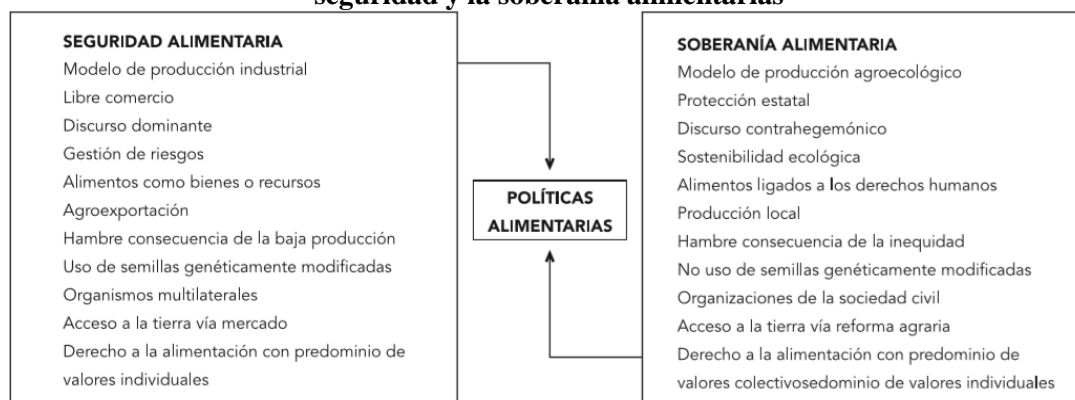 seguridad y la soberanía alimentarias
SEGURIDAD ALIMENTARIA
Modelo de producción industrial
Libre comercio
Discurso dominante
Gestión de riesgos
Alimentos como bienes o recursos
Agroexportación
Hambre consecuencia de la baja producción
Uso de semillas genéticamente modificadas
Organismos multilaterales
Acceso a la tierra vía mercado
Derecho a la alimentación con predominio de
valores individuales
POLÍTICAS
ALIMENTARIAS
SOBERANÍA ALIMENTARIA
Modelo de producción agroecológico
Protección estatal
Discurso contrahegemónico
Sostenibilidad ecológica
Alimentos ligados a los derechos humanos
Producción local
Hambre consecuencia de la inequidad
No uso de semillas genéticamente modificadas
Organizaciones de la sociedad civil
Acceso a la tierra vía reforma agraria
Derecho a la alimentación con predominio de
valores colectivosedominio de valores individuales